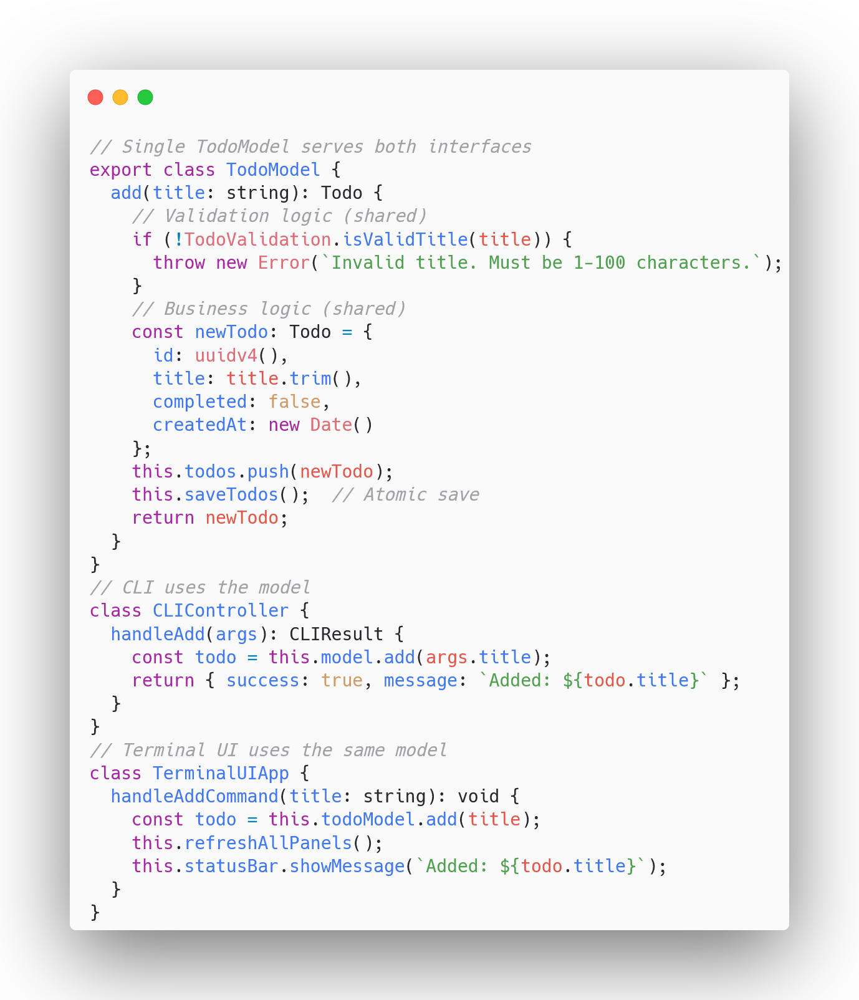 // Single TodoModel serves both interfaces
export class TodoModel {
  add(title: string): Todo {
    // Validation logic (shared)
    if (!TodoValidation.isValidTitle(title)) {
      throw new Error(`Invalid title. Must be 1-100 characters.`);
    }
    // Business logic (shared)
    const newTodo: Todo = {
      id: uuidv4(),
      title: title.trim(),
      completed: false,
      createdAt: new Date()
    };
    this.todos.push(newTodo);
    this.saveTodos();  // Atomic save
    return newTodo;
  }
}
// CLI uses the model
class CLIController {
  handleAdd(args): CLIResult {
    const todo = this.model.add(args.title);
    return { success: true, message: `Added: ${todo.title}` };
  }
}
// Terminal UI uses the same model
class TerminalUIApp {
  handleAddCommand(title: string): void {
    const todo = this.todoModel.add(title);
    this.refreshAllPanels();
    this.statusBar.showMessage(`Added: ${todo.title}`);
  }
}